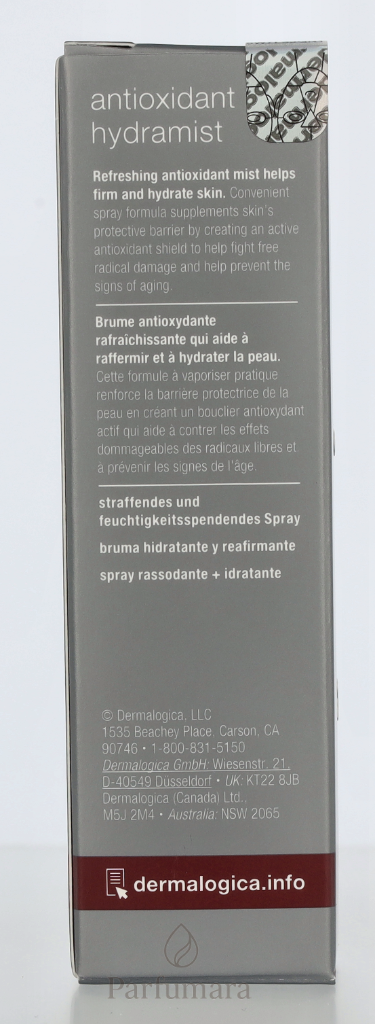 antioxidant
hydramist
Refreshing antioxidant mist helps
firm and hydrate skin. Convenient
spray formula supplements skin's
protective barrier by creating an active
antioxidant shield to help fight free
radical damage and help prevent the
signs of aging.
Brume antioxydante
rafraîchissante qui aide à
raffermir et à hydrater la peau.
Cette formule à vaporiser pratique
renforce la barrière protectrice de la
peau en créant un bouclier antioxydant
actif qui aide à contrer les effets
dommageables des radicaux libres et
à prévenir les signes de l'âge.
straffendes und
feuchtigkeitsspendendes Spray
bruma hidratante y reafirmante
spray rassodante + idratante
© Dermalogica, LLC
1535 Beachey Place, Carson, CA
90746 • 1-800-831-5150
Dermalogica GmbH: Wiesenstr. 21,
D-40549 Düsseldorf • UK: KT22 8JB
Dermalogica (Canada) Ltd.,
M5J 2M4 • Australia: NSW 2065
dermalogica.info
Parfumara